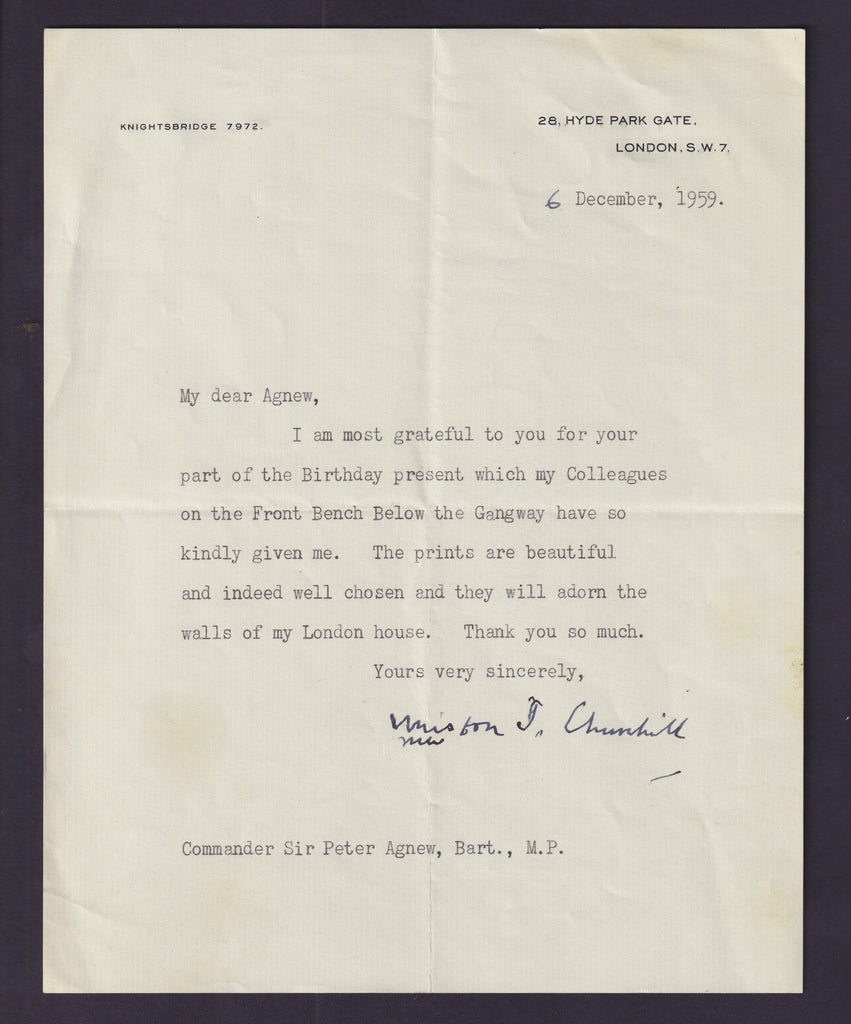 KNIGHTSBRIDGE 7972.
28, HYDE PARK GATE,
LONDON, S.W.7.
6 December, 1959.
My dear Agnew,
I am most grateful to you for your
part of the Birthday present which my Colleagues
on the Front Bench Below the Gangway have so
kindly given me. The prints are beautiful
and indeed well chosen and they will adorn the
walls of my London house. Thank you so much.
Yours very sincerely,
Winston S. Churchill
Commander Sir Peter Agnew, Bart., M.P.